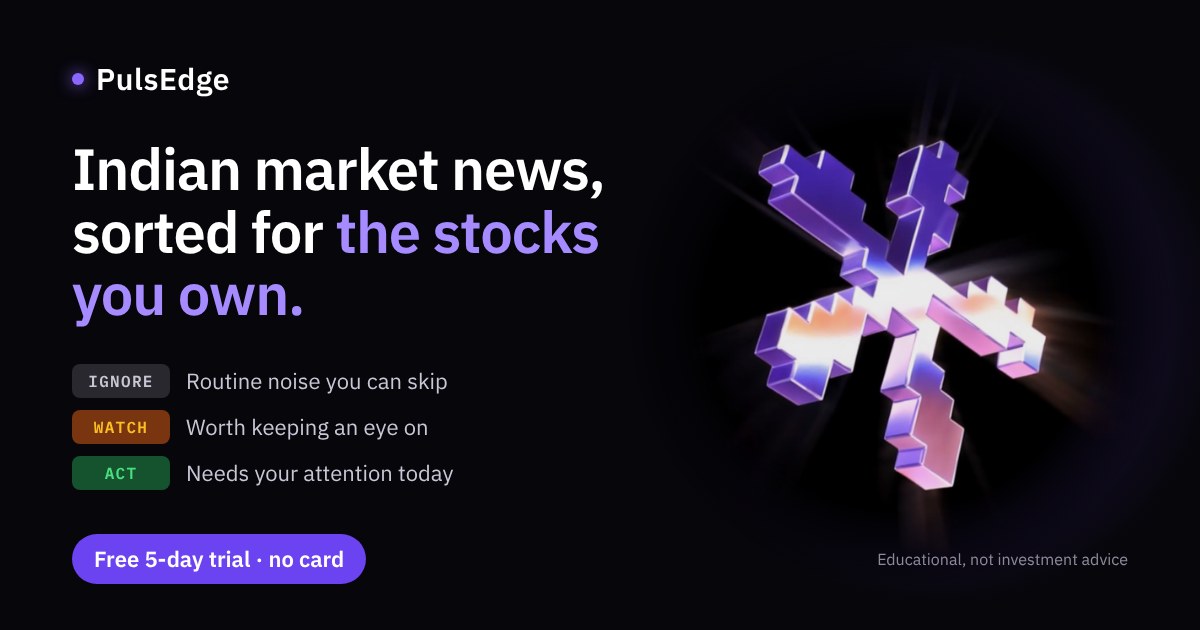 PulsEdge
Indian market news,
sorted for the stocks
you own.
IGNORE Routine noise you can skip
WATCH Worth keeping an eye on
ACT Needs your attention today
Free 5-day trial · no card
Educational, not investment advice